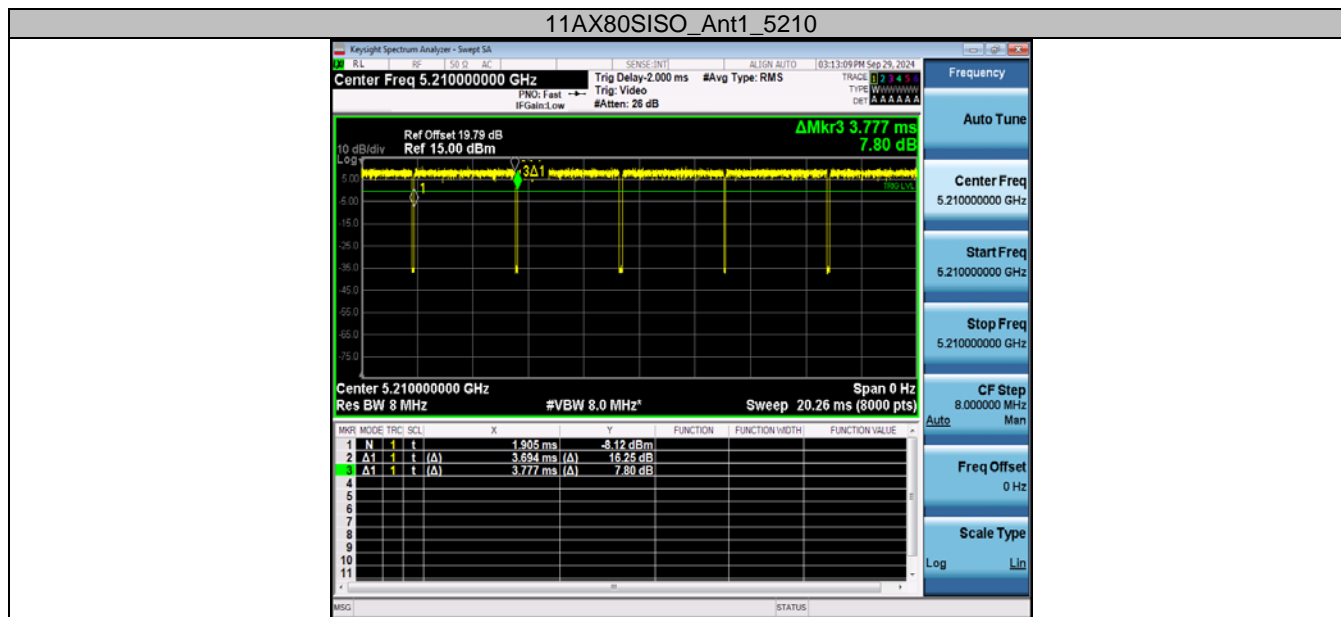 11AX80SISO_Ant1_5210
Keysight Spectrum Analyzer - Swept SA
RL RF 50 Ω AC SENSE:INT ALIGN AUTO 03:13:09 PM Sep 29, 2024
Center Freq 5.210000000 GHz
PNO: Fast
IFGain:Low
Trig Delay-2.000 ms
Trig: Video
#Atten: 26 dB
#Avg Type: RMS
TRACE 1 2 3 4 5 6
TYPE WWWWWW
DET A A A A A A
ΔMkr3 3.777 ms
7.80 dB
Ref Offset 19.79 dB
10 dB/div Ref 15.00 dBm
Log
5.00
-5.00
-15.0
-25.0
-35.0
-45.0
-55.0
-65.0
-75.0
1
3Δ1
TRIG LVL
Center 5.210000000 GHz Span 0 Hz
Res BW 8 MHz #VBW 8.0 MHz* Sweep 20.26 ms (8000 pts)
MKR MODE TRC SCL X Y FUNCTION FUNCTION WIDTH FUNCTION VALUE
1 N 1 t 1.905 ms -8.12 dBm
2 Δ1 1 t (Δ) 3.694 ms (Δ) 16.25 dB
3 Δ1 1 t (Δ) 3.777 ms (Δ) 7.80 dB
4
5
6
7
8
9
10
11
MSG STATUS
Frequency
Auto Tune
Center Freq
5.210000000 GHz
Start Freq
5.210000000 GHz
Stop Freq
5.210000000 GHz
CF Step
8.000000 MHz
Auto Man
Freq Offset
0 Hz
Scale Type
Log Lin